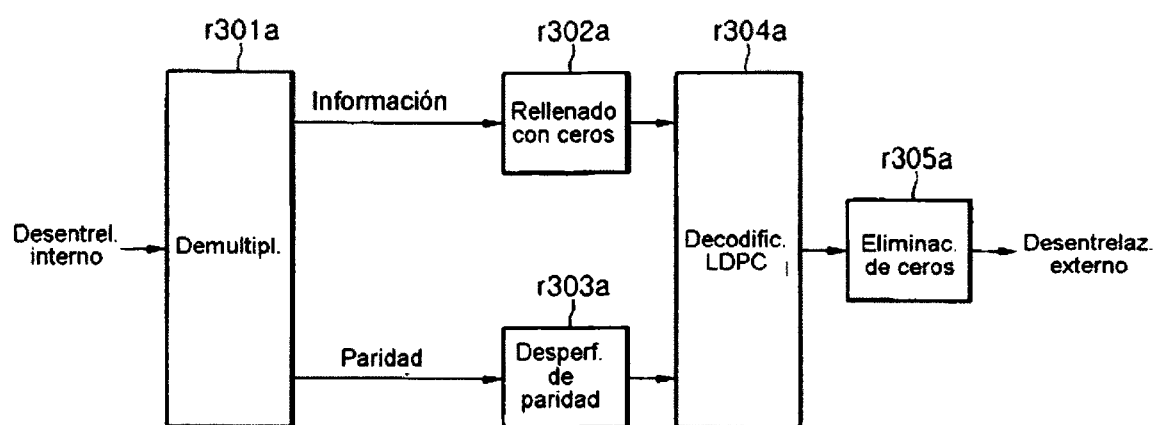 r301a
r302a
r304a
Información
Rellenado
con ceros
r305a
Desentrel.
interno
Demultipl.
Decodific.
LDPC
Eliminac.
de ceros
Desentrelaz.
externo
r303a
Paridad
Desperf.
de
paridad